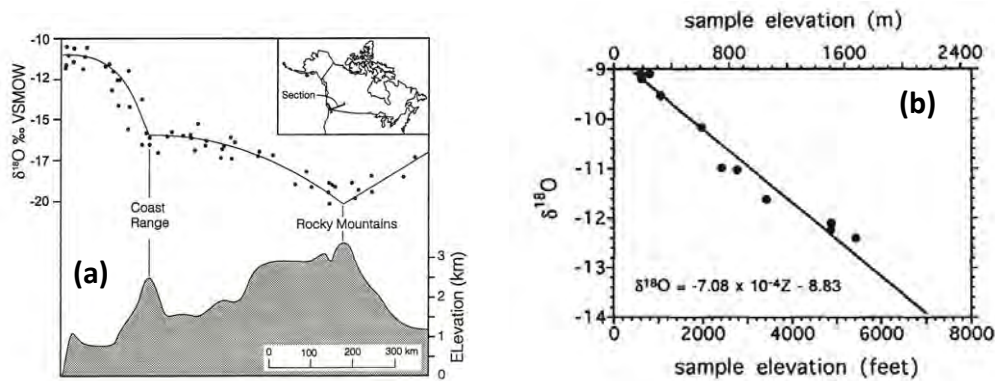 -10
-12
-15
-17
-20
δ¹⁸O ‰ VSMOW
Section
Coast
Range
Rocky Mountains
(a)
3
2
1
0
ELevation (km)
0 100 200 300 km
sample elevation (m)
0 800 1600 2400
-9
-10
-11
-12
-13
-14
δ¹⁸O
(b)
δ¹⁸O = -7.08 x 10⁻⁴Z - 8.83
0 2000 4000 6000 8000
sample elevation (feet)